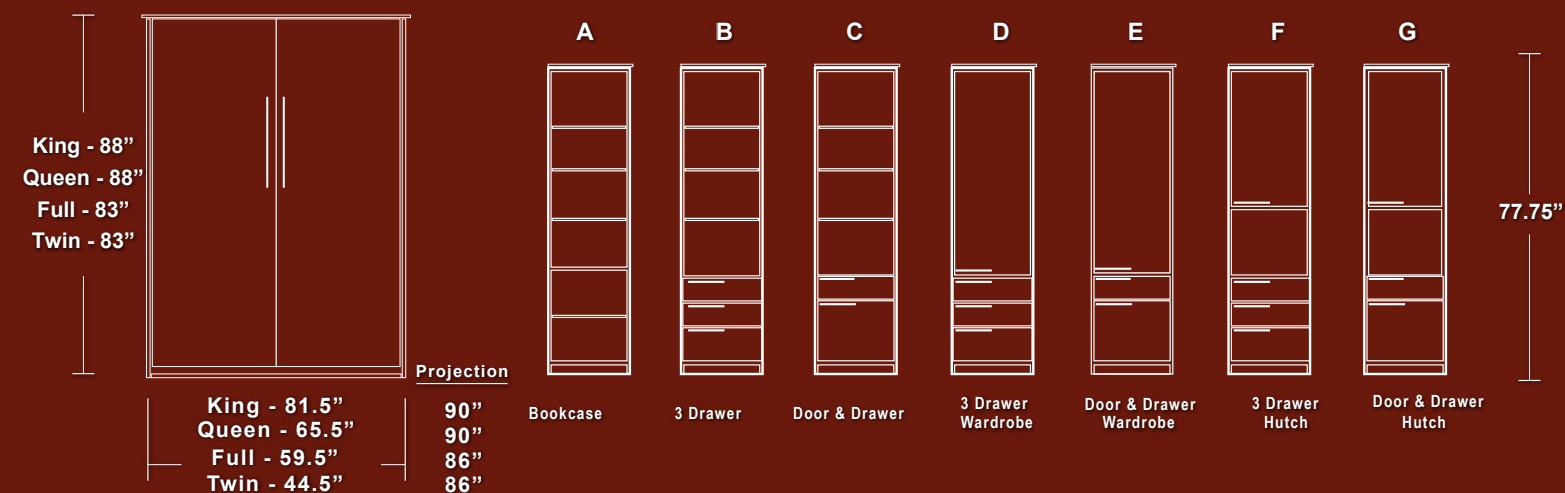 King - 88”
Queen - 88”
Full - 83”
Twin - 83”
King - 81.5”
Queen - 65.5”
Full - 59.5”
Twin - 44.5”
Projection
90”
90”
86”
86”
A
B
C
D
E
F
G
Bookcase
3 Drawer
Door & Drawer
3 Drawer
Wardrobe
Door & Drawer
Wardrobe
3 Drawer
Hutch
Door & Drawer
Hutch
77.75”